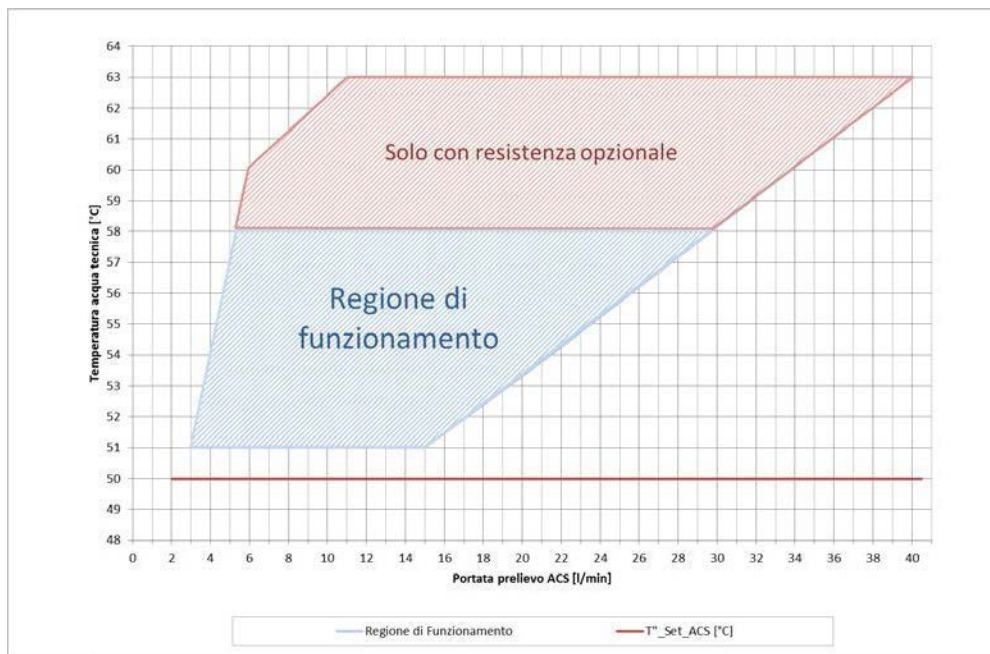 64
63
62
61
60
59
58
57
56
55
54
53
52
51
50
49
48
Temperatura acqua tecnica [°C]
Solo con resistenza opzionale
Regione di
funzionamento
0 2 4 6 8 10 12 14 16 18 20 22 24 26 28 30 32 34 36 38 40
Portata prelievo ACS [l/min]
Regione di Funzionamento
T°_Set_ACS [°C]